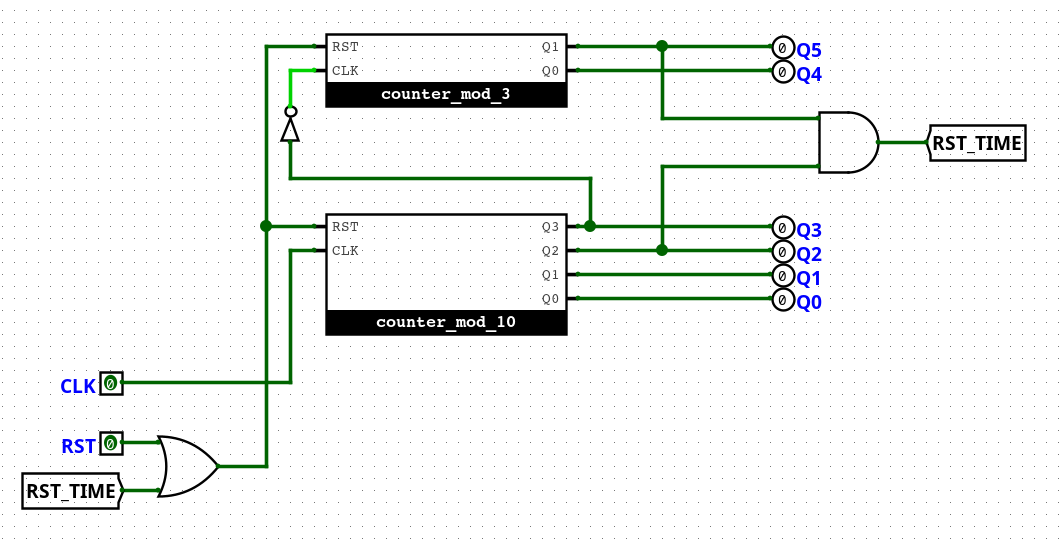 RST Q1 0 Q5
CLK Q0 0 Q4
counter_mod_3
RST_TIME
RST Q3 0 Q3
CLK Q2 0 Q2
Q1 0 Q1
Q0 0 Q0
counter_mod_10
CLK 0
RST 0
RST_TIME